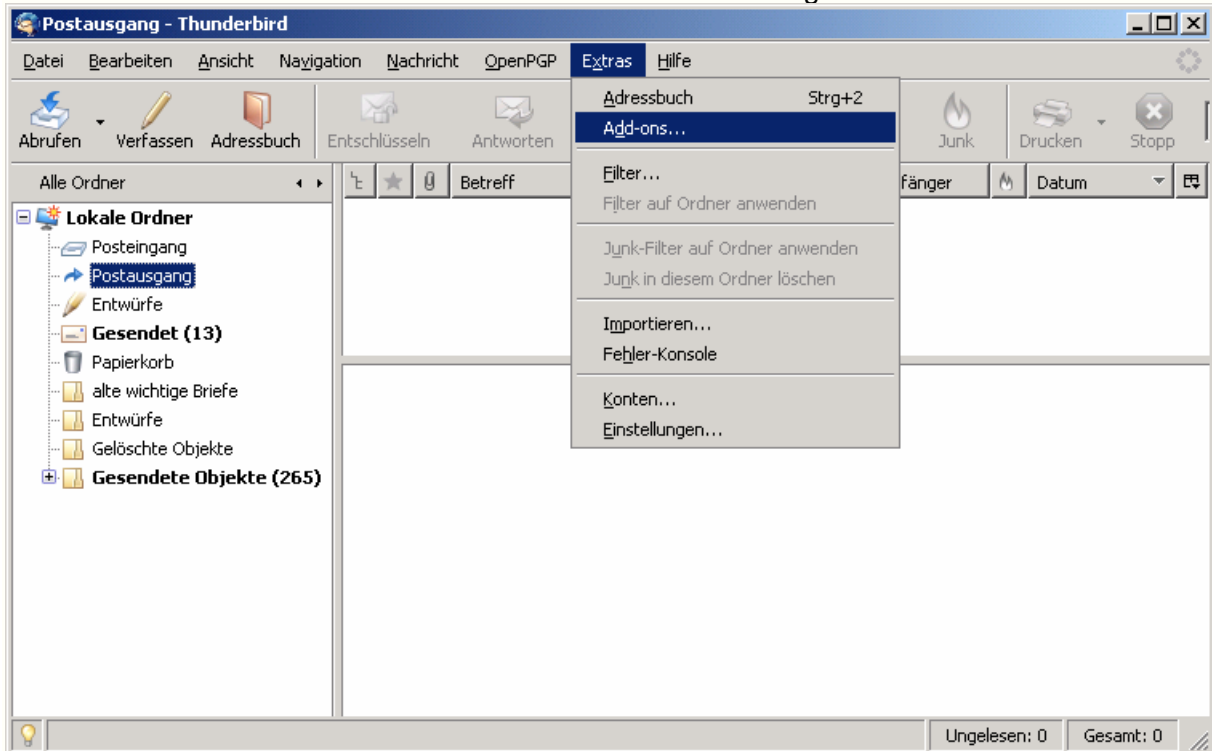 Postausgang - Thunderbird
Datei Bearbeiten Ansicht Navigation Nachricht OpenPGP Extras Hilfe
Abrufen Verfassen Adressbuch Entschlüsseln Antworten Junk Drucken Stopp
Adressbuch Strg+2
Add-ons...
Filter...
Filter auf Ordner anwenden
Junk-Filter auf Ordner anwenden
Junk in diesem Ordner löschen
Importieren...
Fehler-Konsole
Konten...
Einstellungen...
Alle Ordner
Betreff fänger Datum
Lokale Ordner
Posteingang
Postausgang
Entwürfe
Gesendet (13)
Papierkorb
alte wichtige Briefe
Entwürfe
Gelöschte Objekte
Gesendete Objekte (265)
Ungelesen: 0 Gesamt: 0